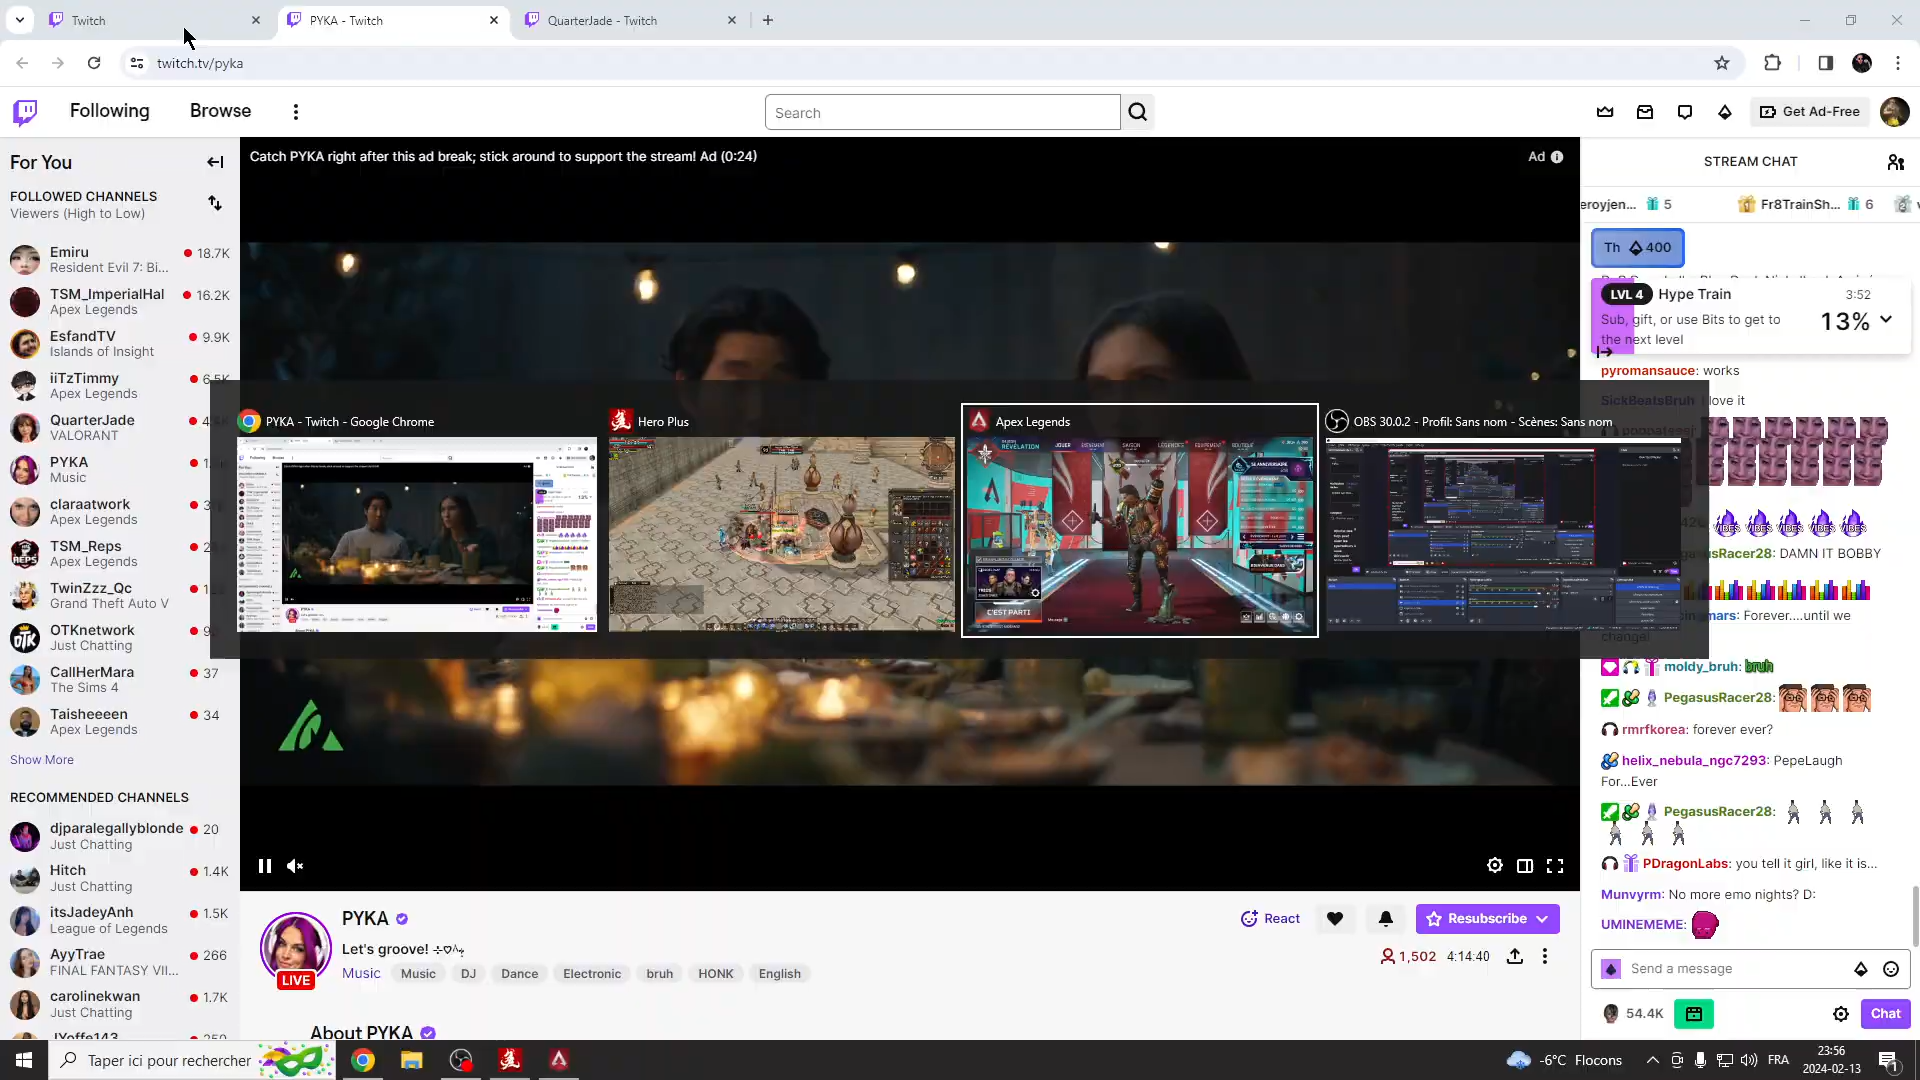 Twitch
PYKA - Twitch
QuarterJade - Twitch
twitch.tv/pyka
Following
Browse
Search
Get Ad-Free
For You
FOLLOWED CHANNELS
Viewers (High to Low)
Emiru
18.7K
Resident Evil 7: Bi...
TSM_ImperialHal
16.2K
Apex Legends
EsfandTV
9.9K
Islands of Insight
iiTzTimmy
Apex Legends
QuarterJade
VALORANT
PYKA
Music
claraatwork
Apex Legends
TSM_Reps
Apex Legends
TwinZzz_Qc
Grand Theft Auto V
OTKnetwork
Just Chatting
CallHerMara
37
The Sims 4
Taisheeeen
34
Apex Legends
Show More
RECOMMENDED CHANNELS
djparalegallyblonde
20
Just Chatting
Hitch
1.4K
Just Chatting
itsJadeyAnh
1.5K
League of Legends
AyyTrae
266
FINAL FANTASY VII...
carolinekwan
1.7K
Just Chatting
Catch PYKA right after this ad break; stick around to support the stream! Ad (0:24)
Ad
PYKA - Twitch - Google Chrome
Hero Plus
Apex Legends
OBS 30.0.2 - Profil: Sans nom - Scènes: Sans nom
C'EST PARTI
PYKA
Let's groove!
LIVE
Music
Music
DJ
Dance
Electronic
bruh
HONK
English
React
Resubscribe
1,502
4:14:40
About PYKA
STREAM CHAT
eroyjen...
5
Fr8TrainSh...
6
Th
400
LVL 4
Hype Train
3:52
Sub, gift, or use Bits to get to
the next level
13%
pyromansauce: works
SickBeatsBruh: I love it
PegasusRacer28: DAMN IT BOBBY
Forever....until we
change!
moldy_bruh: bruh
PegasusRacer28:
rmrfkorea: forever ever?
helix_nebula_ngc7293: PepeLaugh
For...Ever
PegasusRacer28:
PDragonLabs: you tell it girl, like it is...
Munvyrm: No more emo nights? D:
UMINEMEME:
Send a message
54.4K
Chat
Taper ici pour rechercher
-6°C Flocons
FRA
23:56
2024-02-13
1